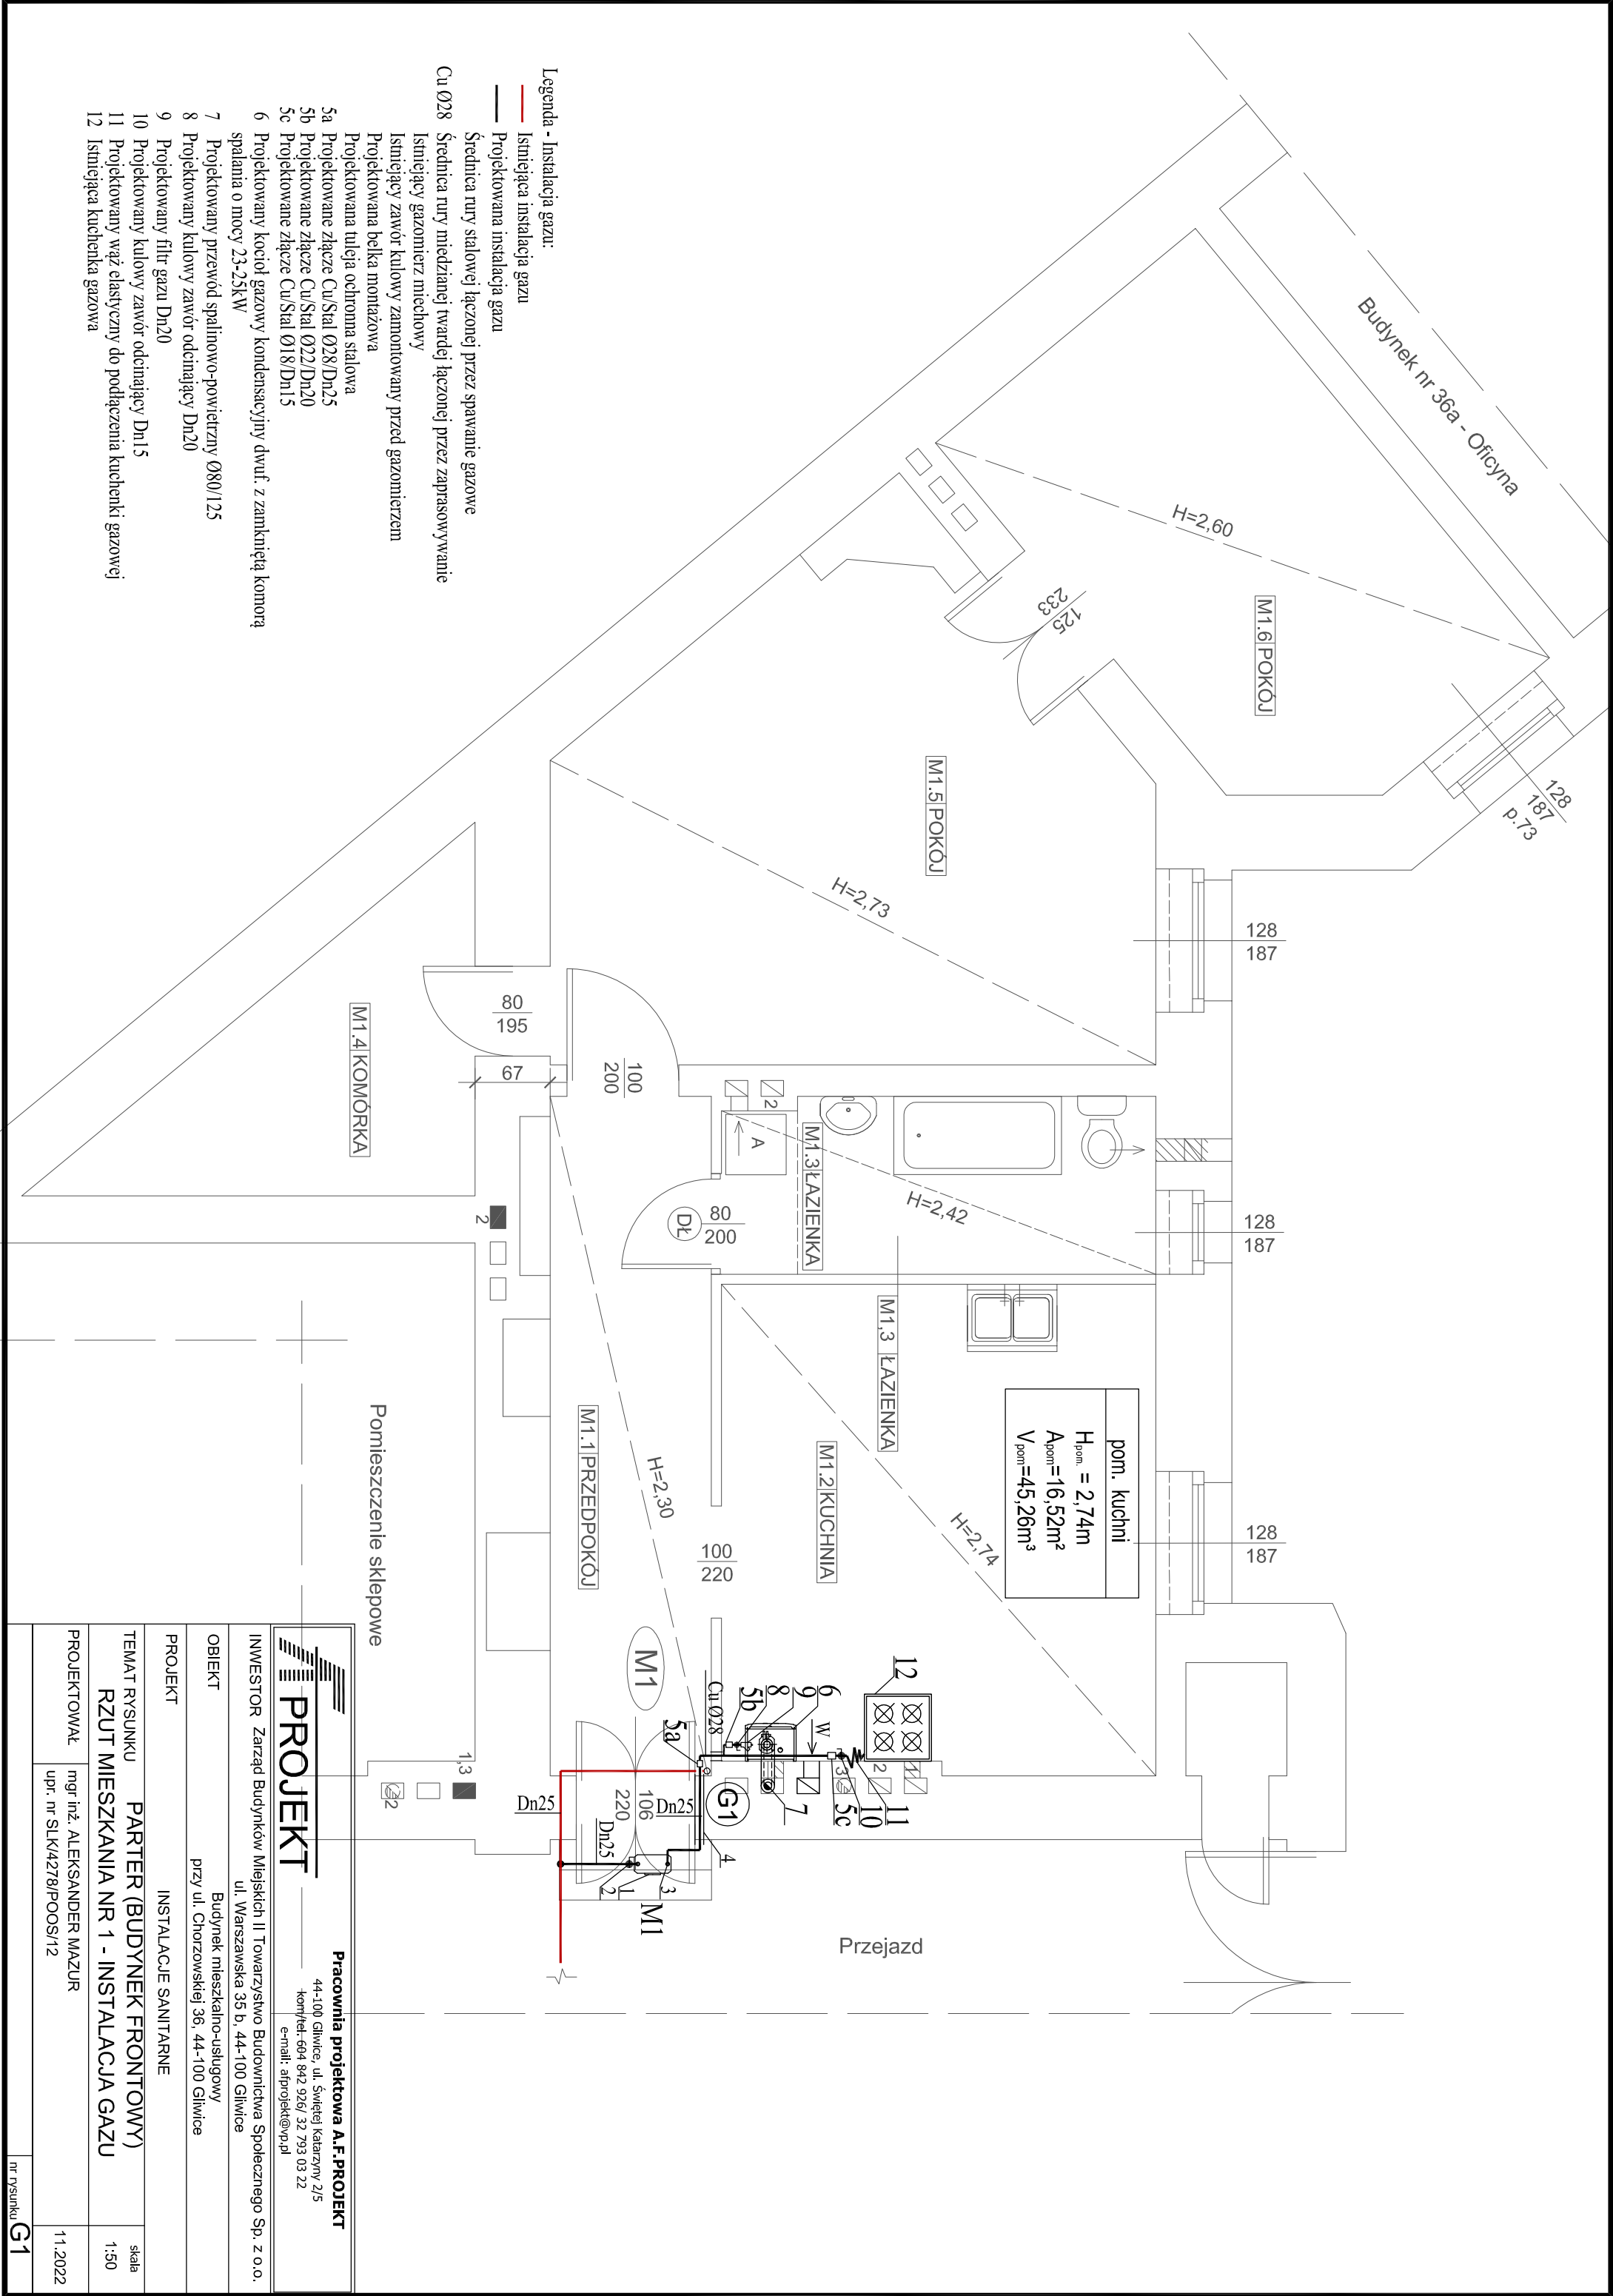 Budynek nr 36a - Oficyna
H=2,60
M1.6 POKÓJ
125
233
128
187
p.73
M1.5 POKÓJ
H=2,73
128
187
80
195
100
200
67
M1.4 KOMÓRKA
2
A
M1.3 ŁAZIENKA
H=2,42
DŁ
80
200
128
187
2
M1,3 ŁAZIENKA
pom. kuchni
Hpom. = 2,74m
Apom=16,52m²
Vpom=45,26m³
M1.2 KUCHNIA
H=2,74
128
187
M1.1 PRZEDPOKÓJ
H=2,30
100
220
Pomieszczenie sklepowe
M1
12
6
9
8
5b
Cu Ø28
5a
W
1
2
3
11
10
5c
7
G1
4
106
220
Dn25
Dn25
Dn25
3
1
2
M1
1,3
2
Przejazd
Legenda - Instalacja gazu:
Istniejąca instalacja gazu
Projektowana instalacja gazu
Średnica rury stalowej łączonej przez spawanie gazowe
Cu Ø28 Średnica rury miedzianej twardej łączonej przez zaprasowywanie
Istniejący gazomierz miechowy
Istniejący zawór kulowy zamontowany przed gazomierzem
Projektowana belka montażowa
Projektowana tuleja ochronna stalowa
5a Projektowane złącze Cu/Stal Ø28/Dn25
5b Projektowane złącze Cu/Stal Ø22/Dn20
5c Projektowane złącze Cu/Stal Ø18/Dn15
6 Projektowany kocioł gazowy kondensacyjny dwuf. z zamkniętą komorą
spalania o mocy 23-25kW
7 Projektowany przewód spalinowo-powietrzny Ø80/125
8 Projektowany kulowy zawór odcinający Dn20
9 Projektowany filtr gazu Dn20
10 Projektowany kulowy zawór odcinający Dn15
11 Projektowany wąż elastyczny do podłączenia kuchenki gazowej
12 Istniejąca kuchenka gazowa
PROJEKT
Pracownia projektowa A.F.PROJEKT
44-100 Gliwice, ul. Świętej Katarzyny 2/5
kom/tel. 604 842 926/ 32 793 03 22
e-mail: afprojekt@vp.pl
INWESTOR Zarząd Budynków Miejskich II Towarzystwo Budownictwa Społecznego Sp. z o.o.
ul. Warszawska 35 b, 44-100 Gliwice
OBIEKT Budynek mieszkalno-usługowy
przy ul. Chorzowskiej 36, 44-100 Gliwice
PROJEKT INSTALACJE SANITARNE
TEMAT RYSUNKU PARTER (BUDYNEK FRONTOWY)
RZUT MIESZKANIA NR 1 - INSTALACJA GAZU
skala
1:50
PROJEKTOWAŁ mgr inż. ALEKSANDER MAZUR
upr. nr SLK/4278/POOS/12
11.2022
nr rysunku G1